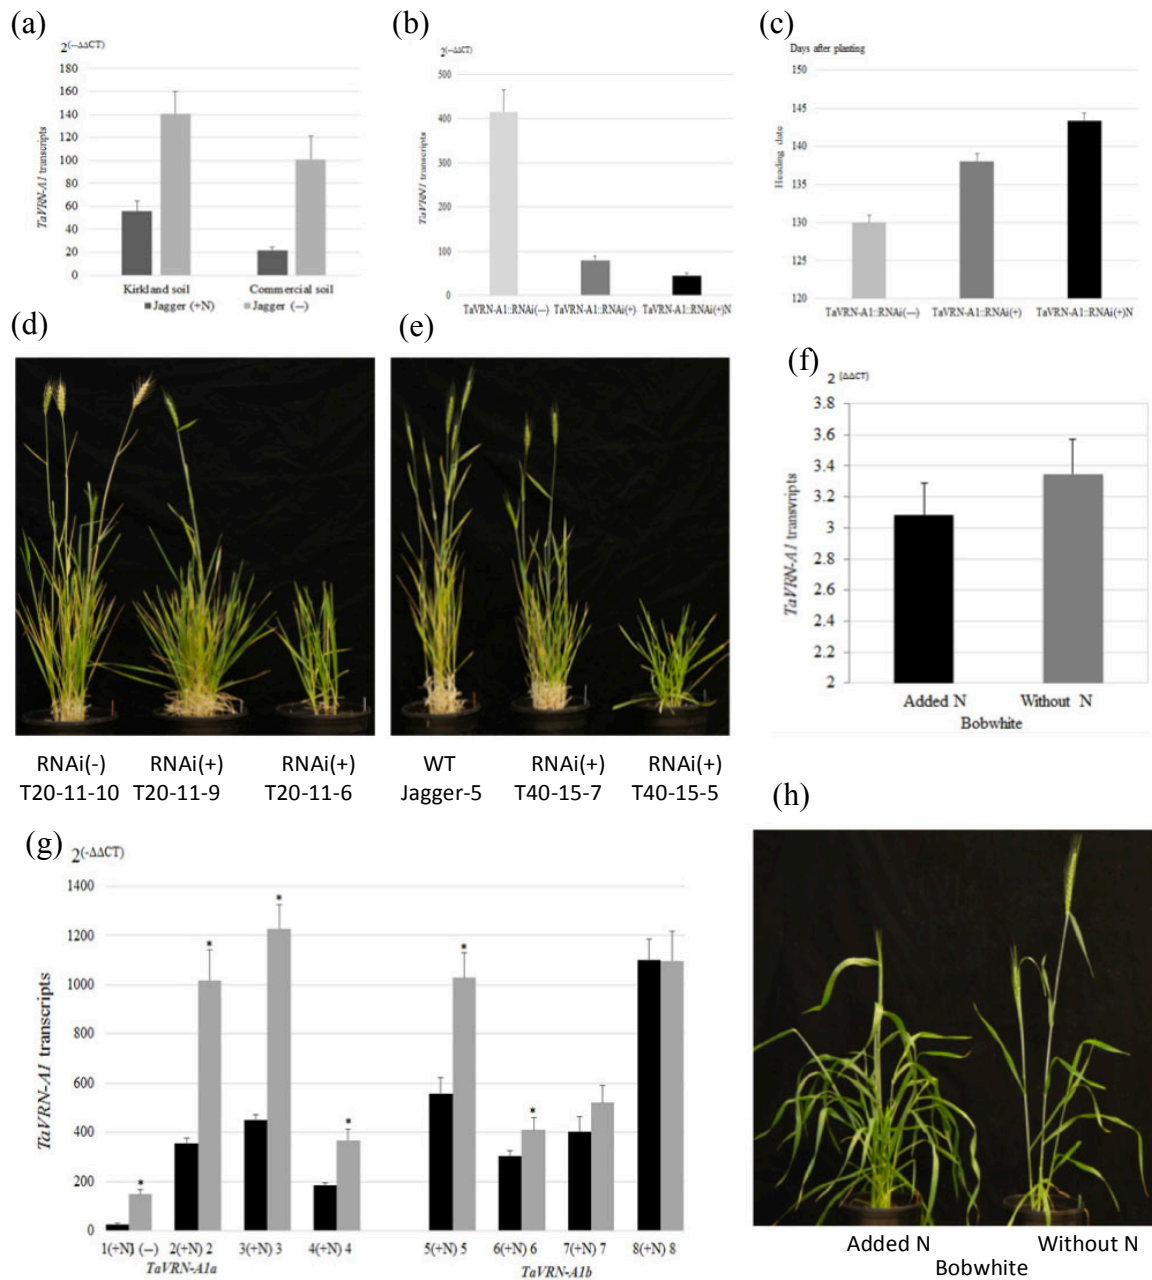 (a)
2(−ΔΔCT)
TaVRN-A1 transcripts
180
160
140
120
100
80
60
40
20
0
Kirkland soil Commercial soil
Jagger (+N) Jagger (—)
(b)
2(−ΔΔCT)
TaVRN1 transcripts
500
400
300
200
100
0
TaVRN-A1::RNAi(—) TaVRN-A1::RNAi(+) TaVRN-A1::RNAi(+)N
(c)
Days after planting
Heading date
150
145
140
135
130
125
120
TaVRN-A1::RNAi(—) TaVRN-A1::RNAi(+) TaVRN-A1::RNAi(+)N
(d)
RNAi(-) RNAi(+) RNAi(+)
T20-11-10 T20-11-9 T20-11-6
(e)
WT RNAi(+) RNAi(+)
Jagger-5 T40-15-7 T40-15-5
(f)
2 (ΔΔCT)
TaVRN-A1 transvripts
3.8
3.6
3.4
3.2
3
2.8
2.6
2.4
2.2
2
Added N Without N
Bobwhite
(g)
2(-ΔΔCT)
TaVRN-A1 transcripts
1400
1200
1000
800
600
400
200
0
* * * * * *
1(+N) 1 (—) 2(+N) 2 3(+N) 3 4(+N) 4 5(+N) 5 6(+N) 6 7(+N) 7 8(+N) 8
TaVRN-A1a TaVRN-A1b
(h)
Added N Without N
Bobwhite